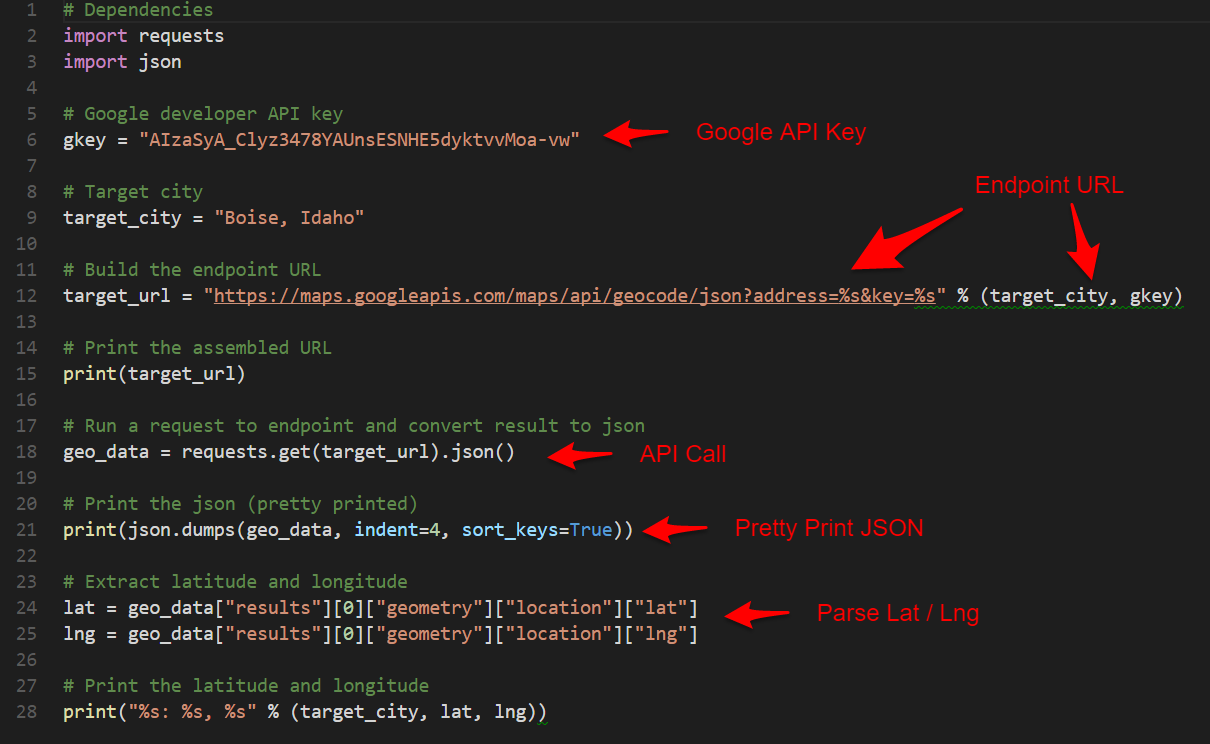 1 # Dependencies
2 import requests
3 import json
4
5 # Google developer API key
6 gkey = "AIzaSyA_Clyz3478YAUnsESNHE5dyktvvMoa-vw" Google API Key
7
8 # Target city
Endpoint URL
9 target_city = "Boise, Idaho"
10
11 # Build the endpoint URL
12 target_url = "https://maps.googleapis.com/maps/api/geocode/json?address=%s&key=%s" % (target_city, gkey)
13
14 # Print the assembled URL
15 print(target_url)
16
17 # Run a request to endpoint and convert result to json
18 geo_data = requests.get(target_url).json() API Call
19
20 # Print the json (pretty printed)
21 print(json.dumps(geo_data, indent=4, sort_keys=True)) Pretty Print JSON
22
23 # Extract latitude and longitude
24 lat = geo_data["results"][0]["geometry"]["location"]["lat"] Parse Lat / Lng
25 lng = geo_data["results"][0]["geometry"]["location"]["lng"]
26
27 # Print the latitude and longitude
28 print("%s: %s, %s" % (target_city, lat, lng))